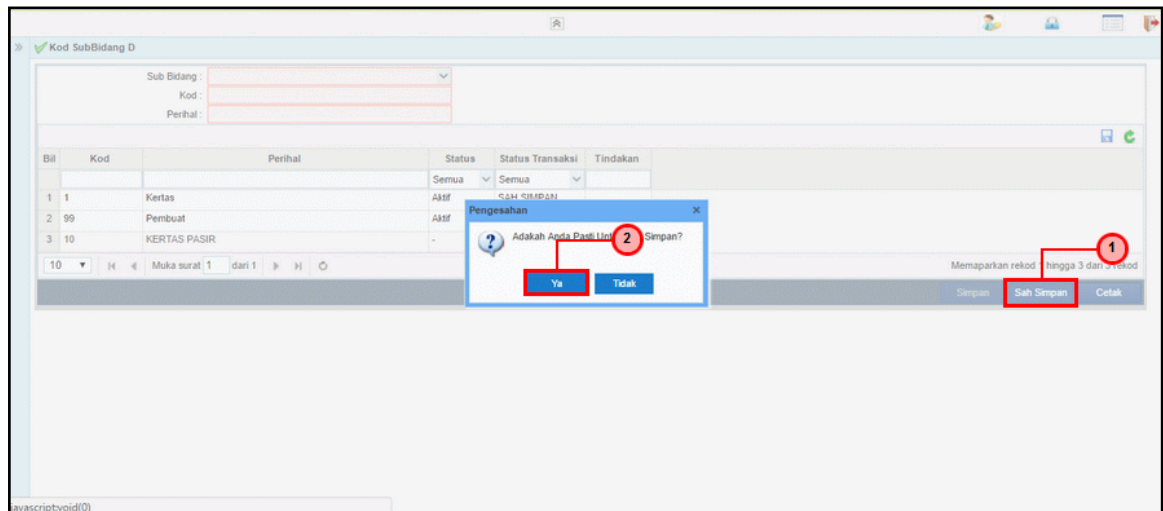 Kod SubBidang D
Sub Bidang :
Kod :
Perihal :
Bil Kod Perihal Status Status Transaksi Tindakan
Semua Semua
1 1 Kertas Aktif SAH SIMPAN
2 99 Pembuat Aktif
3 10 KERTAS PASIR -
Pengesahan
Adakah Anda Pasti Simpan?
2
Ya Tidak
1
10 Muka surat 1 dari 1
Memaparkan rekod 1 hingga 3 dari 3 rekod
Simpan Sah Simpan Cetak
javascript:void(0)